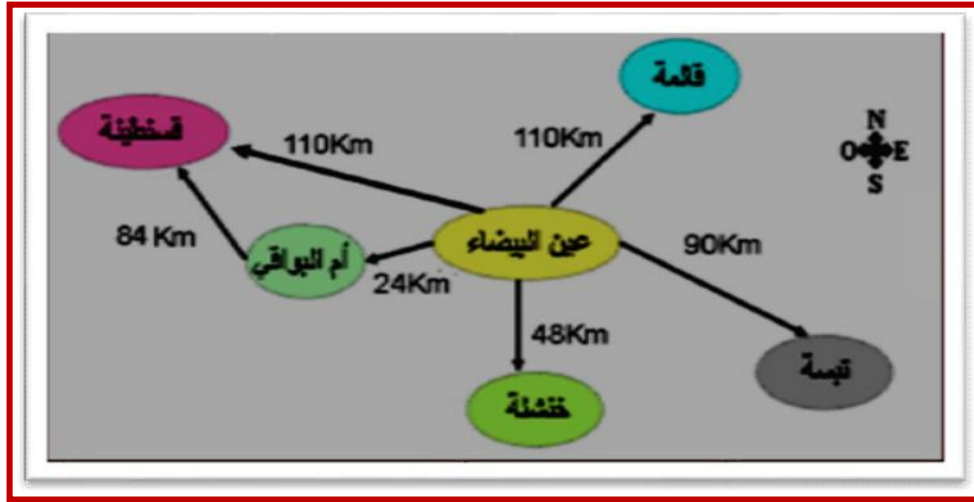 قالمة
قسنطينة
110Km
110Km
N
O E
S
84 Km
أم البواقي
عين البيضاء
90Km
24Km
48Km
تبسة
خنشلة